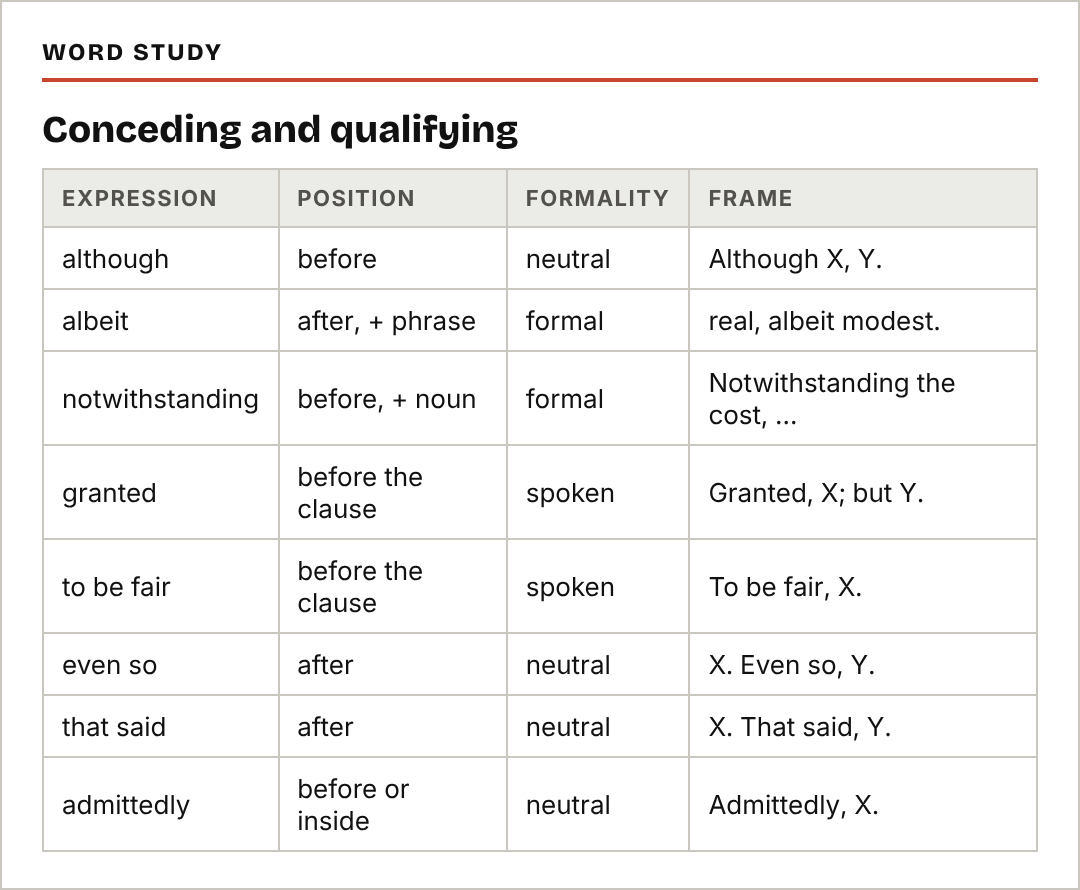 WORD STUDY
Conceding and qualifying
EXPRESSION POSITION FORMALITY FRAME
although before neutral Although X, Y.
albeit after, + phrase formal real, albeit modest.
notwithstanding before, + noun formal Notwithstanding the
cost, ...
granted before the
clause spoken Granted, X; but Y.
to be fair before the
clause spoken To be fair, X.
even so after neutral X. Even so, Y.
that said after neutral X. That said, Y.
admittedly before or
inside neutral Admittedly, X.